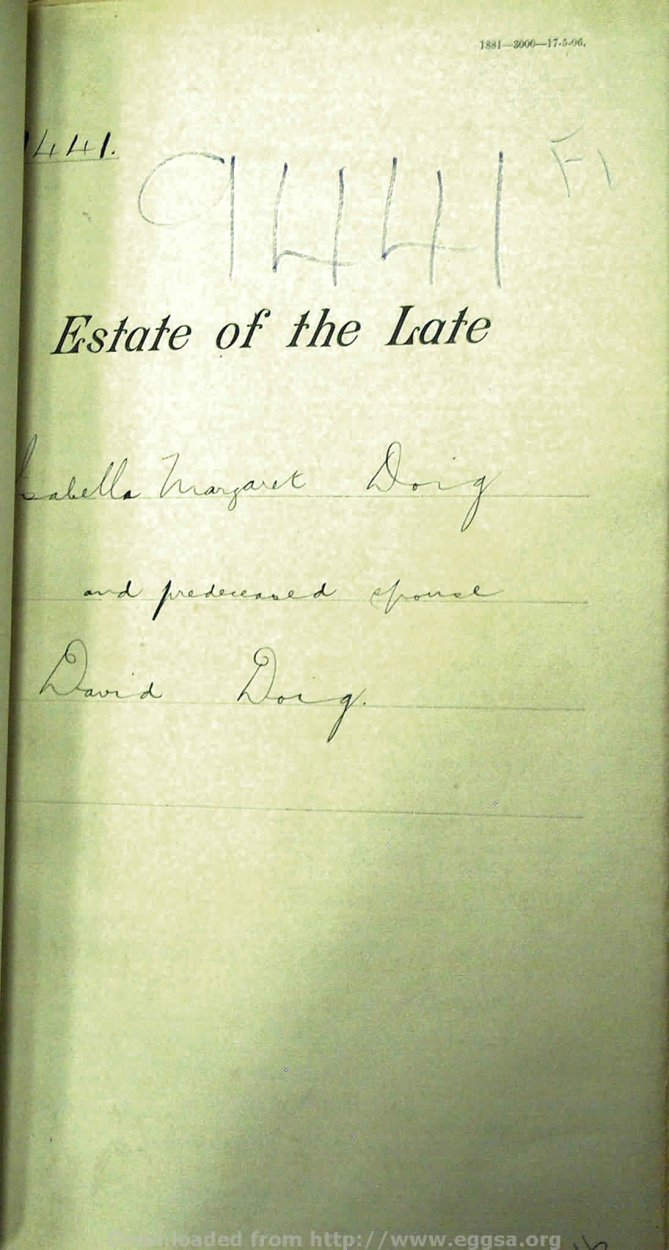 1881—3000—17-5-06.
9441.
9441 F1
Estate of the Late
Isabella Margaret Doig
and predeceased spouse
David Doig.
Downloaded from http://www.eggsa.org